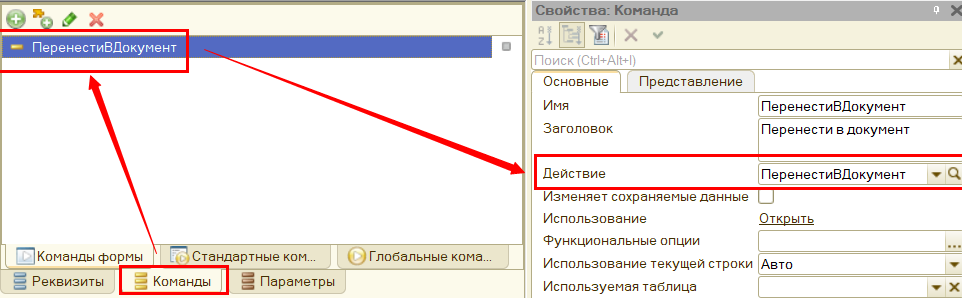 ПеренестиВДокумент
Команды формы
Стандартные ком...
Глобальные кома...
Реквизиты
Команды
Параметры
Свойства: Команда
Поиск (Ctrl+Alt+I)
Основные
Представление
Имя ПеренестиВДокумент
Заголовок Перенести в документ
Действие ПеренестиВДокумент
Изменяет сохраняемые данные
Использование Открыть
Функциональные опции
Использование текущей строки Авто
Используемая таблица